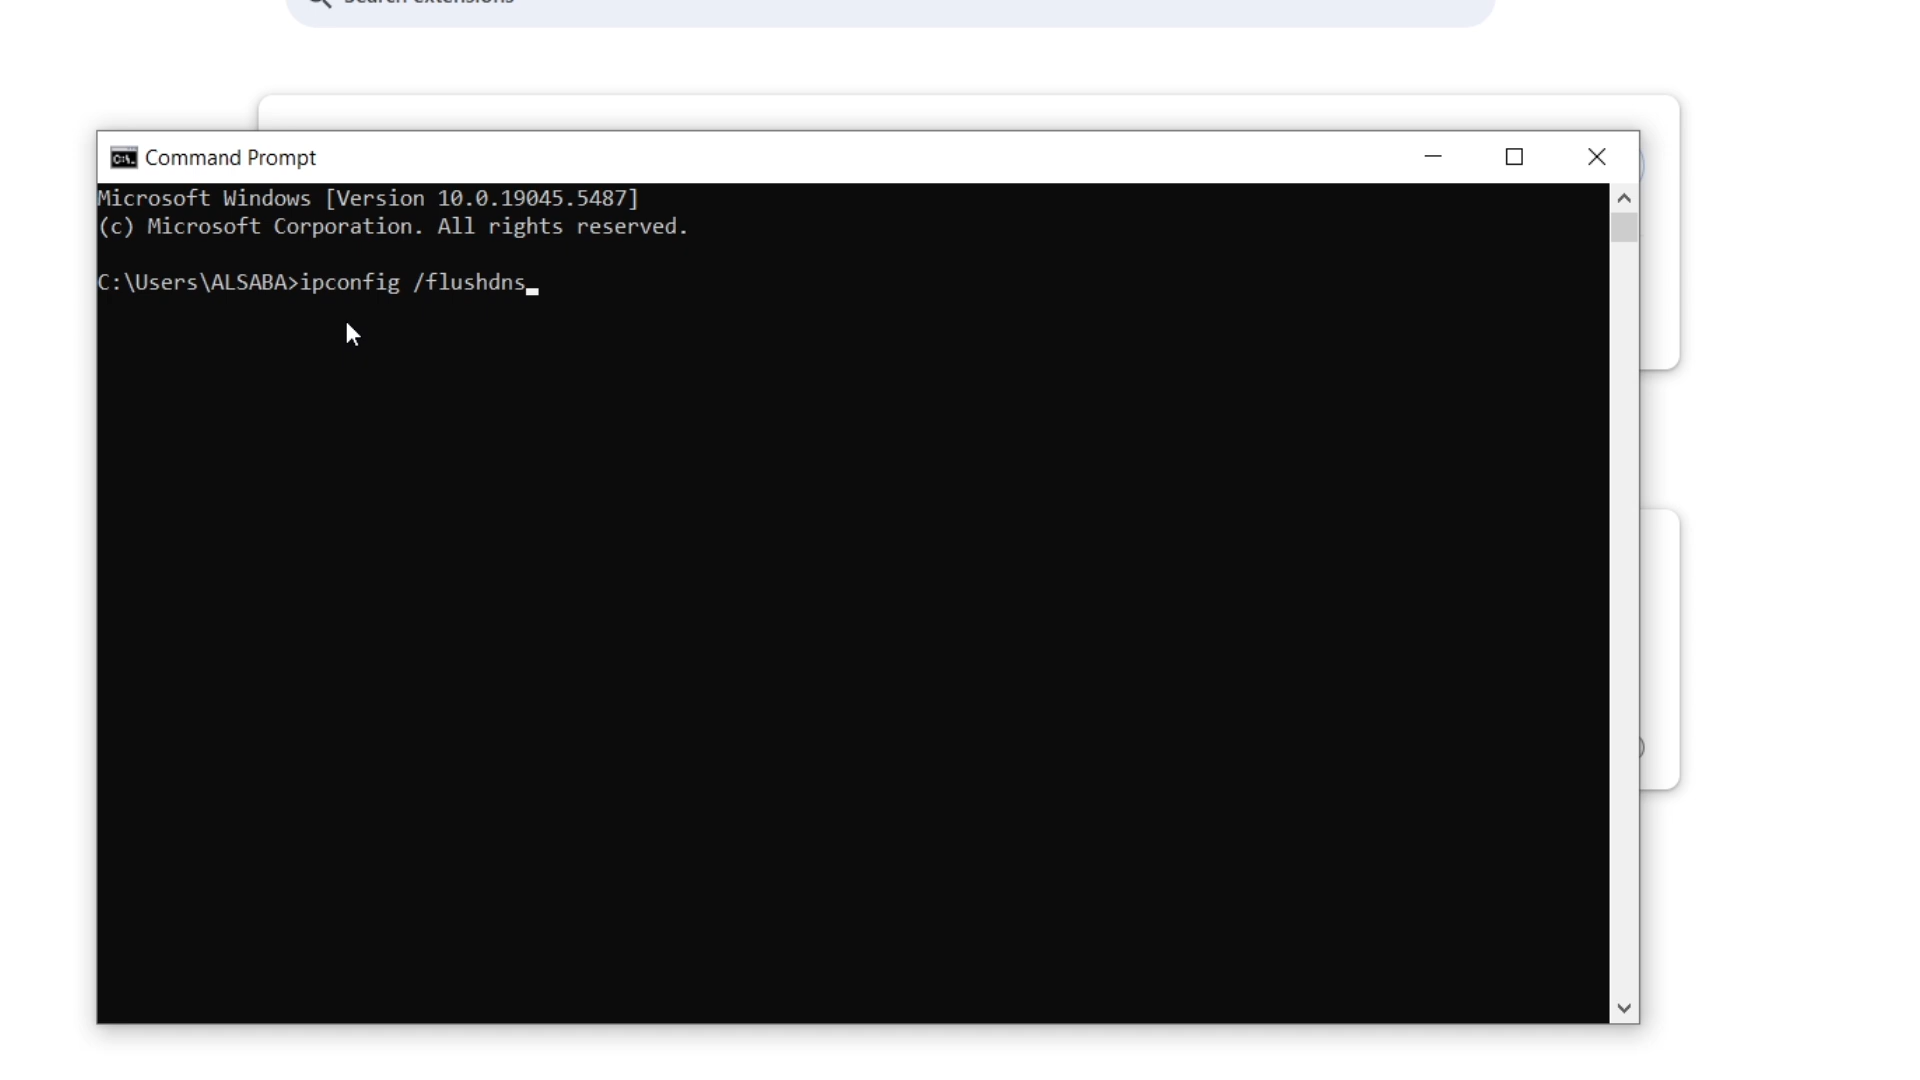 Search extensions
Command Prompt
Microsoft Windows [Version 10.0.19045.5487]
(c) Microsoft Corporation. All rights reserved.
C:\Users\ALSABA>ipconfig /flushdns